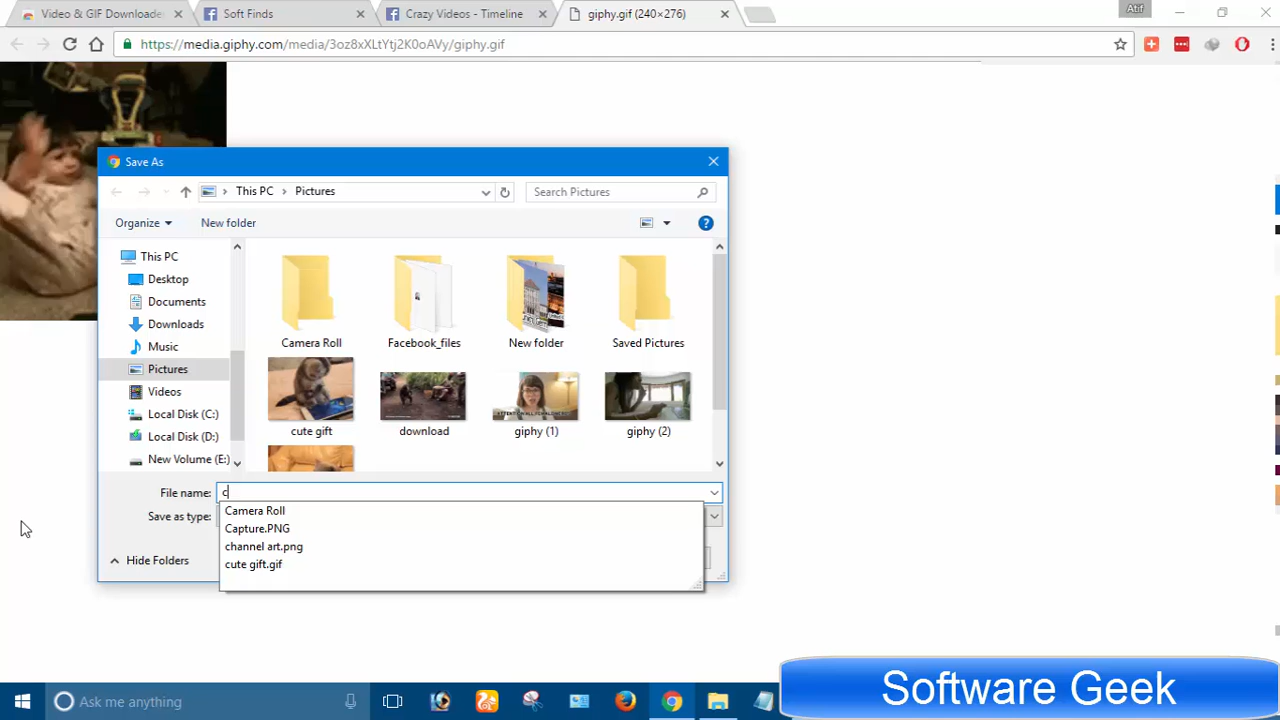 Video & GIF Downloade
Soft Finds
Crazy Videos - Timeline
giphy.gif (240×276)
Atif
https://media.giphy.com/media/3oz8xXLtYtj2K0oAVy/giphy.gif
Save As
This PC
Pictures
Search Pictures
Organize
New folder
This PC
Desktop
Documents
Downloads
Music
Pictures
Videos
Local Disk (C:)
Local Disk (D:)
New Volume (E:)
Camera Roll
Facebook_files
New folder
Saved Pictures
cute gift
download
giphy (1)
giphy (2)
File name:
c
Save as type:
Camera Roll
Capture.PNG
channel art.png
cute gift.gif
Hide Folders
Ask me anything
Software Geek